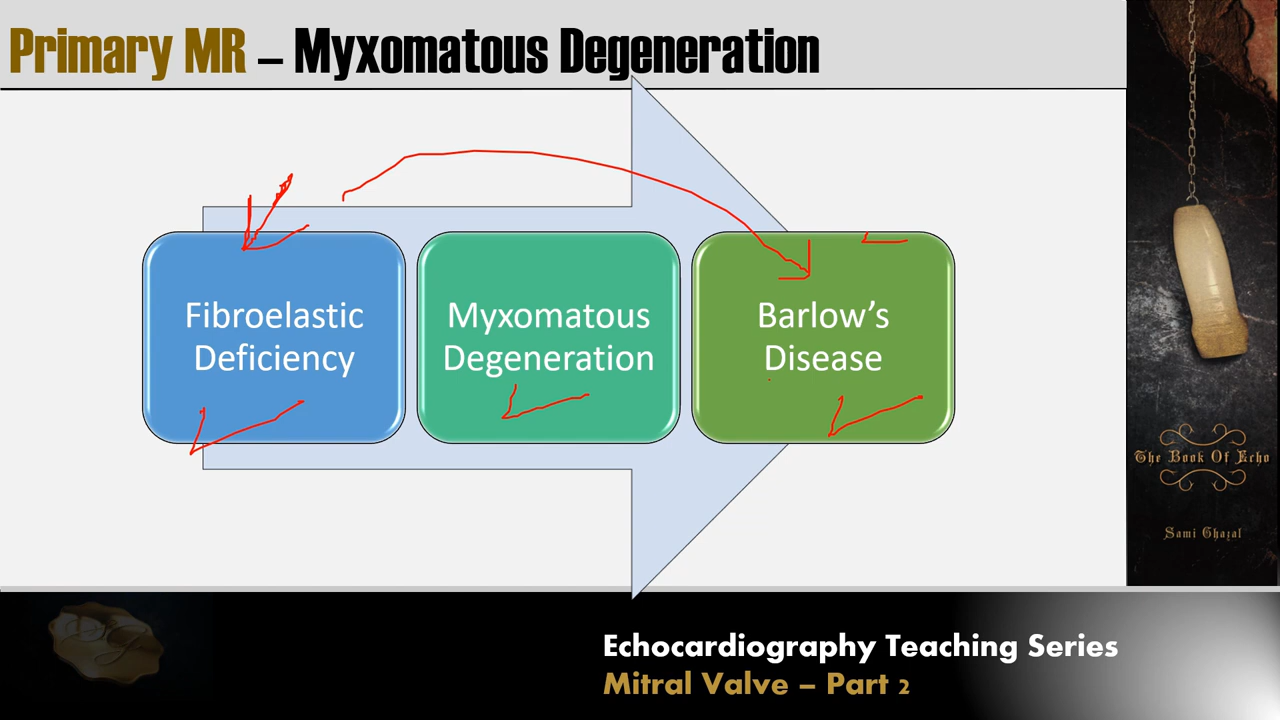 Primary MR – Myxomatous Degeneration
Fibroelastic
Deficiency
Myxomatous
Degeneration
Barlow's
Disease
The Book Of Echo
Sami Ghazal
Echocardiography Teaching Series
Mitral Valve – Part 2